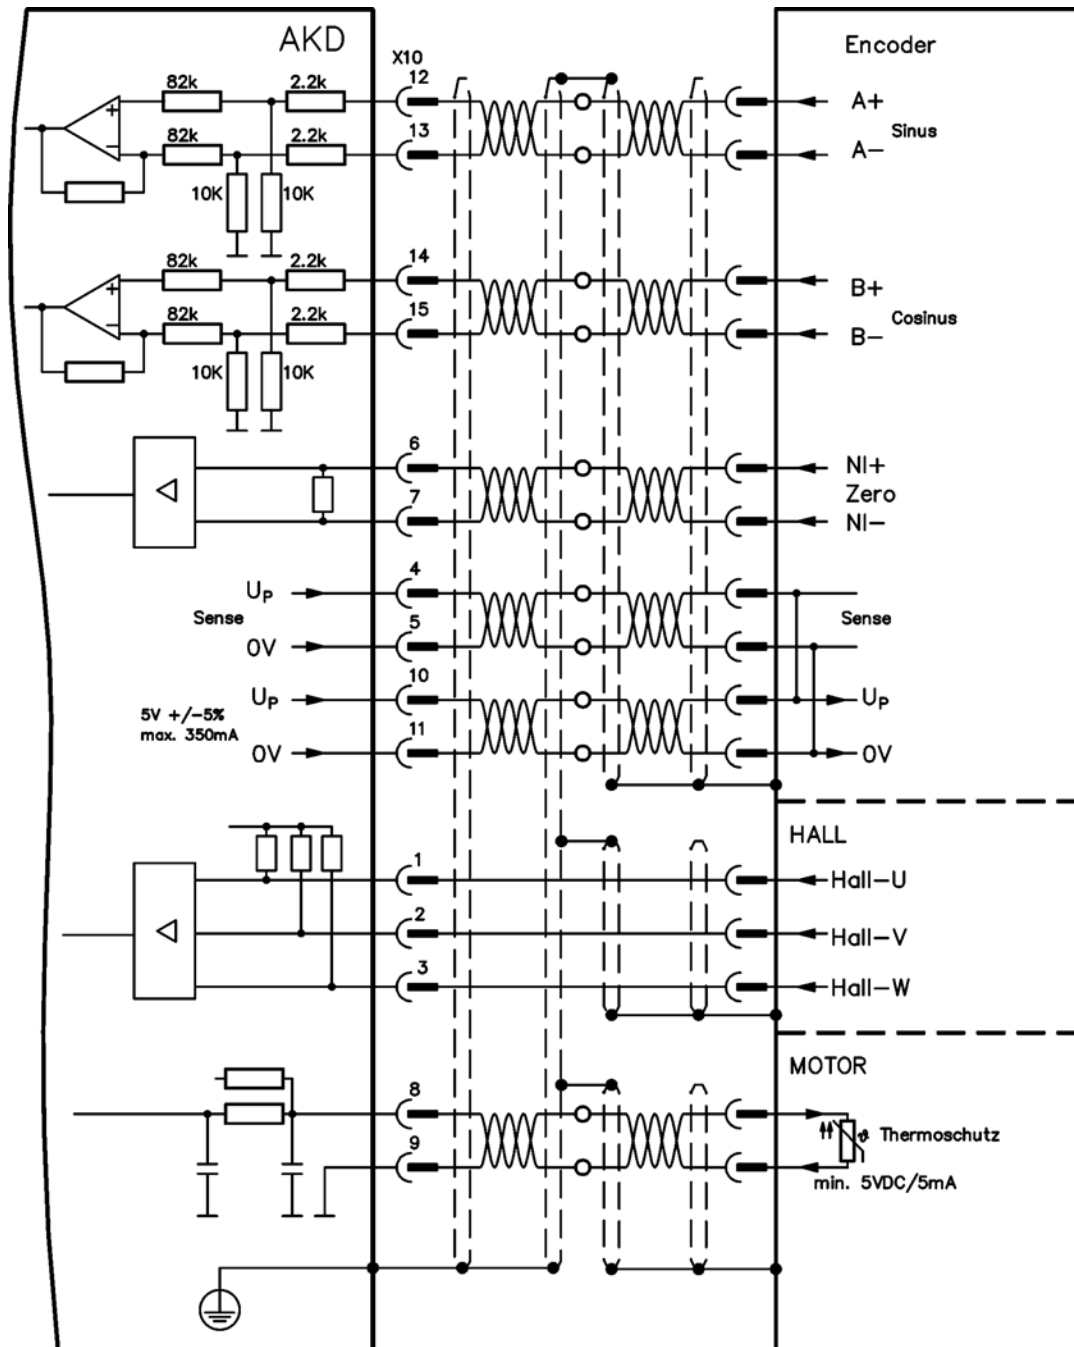 AKD
X10
Encoder
82k
2.2k
12
A+
Sinus
82k
2.2k
13
A-
10K
10K
82k
2.2k
14
B+
Cosinus
82k
2.2k
15
B-
10K
10K
6
NI+
Zero
7
NI-
UP
4
Sense
Sense
0V
5
UP
10
UP
5V +/-5%
max. 350mA
0V
11
0V
HALL
1
Hall-U
2
Hall-V
3
Hall-W
MOTOR
8
ϑ Thermoschutz
9
min. 5VDC/5mA